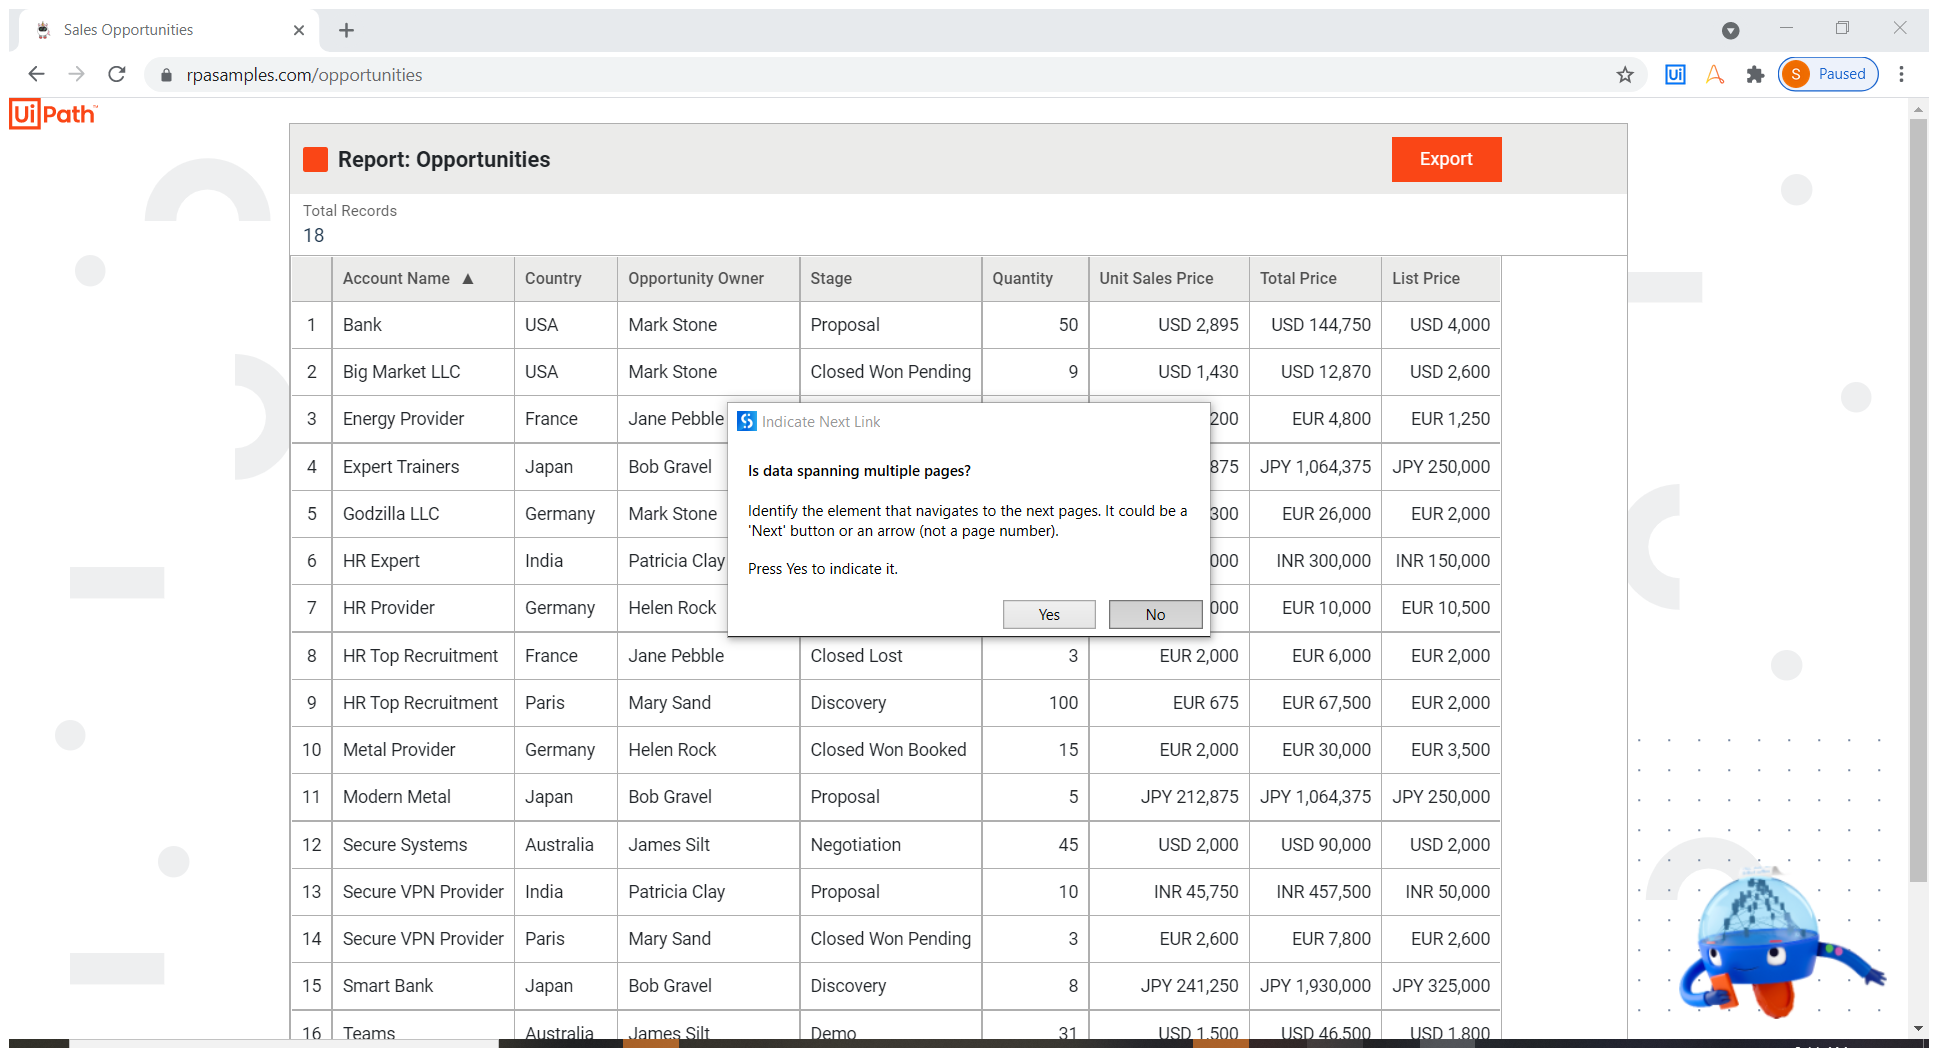 Sales Opportunities
rpasamples.com/opportunities
Ui
S
Paused
UiPath™
Report: Opportunities
Export
Total Records
18
Account Name ▲ Country Opportunity Owner Stage Quantity Unit Sales Price Total Price List Price
1 Bank USA Mark Stone Proposal 50 USD 2,895 USD 144,750 USD 4,000
2 Big Market LLC USA Mark Stone Closed Won Pending 9 USD 1,430 USD 12,870 USD 2,600
3 Energy Provider France Jane Pebble 200 EUR 4,800 EUR 1,250
4 Expert Trainers Japan Bob Gravel 875 JPY 1,064,375 JPY 250,000
5 Godzilla LLC Germany Mark Stone 300 EUR 26,000 EUR 2,000
6 HR Expert India Patricia Clay 000 INR 300,000 INR 150,000
7 HR Provider Germany Helen Rock 000 EUR 10,000 EUR 10,500
Indicate Next Link
Is data spanning multiple pages?
Identify the element that navigates to the next pages. It could be a
'Next' button or an arrow (not a page number).
Press Yes to indicate it.
Yes No
8 HR Top Recruitment France Jane Pebble Closed Lost 3 EUR 2,000 EUR 6,000 EUR 2,000
9 HR Top Recruitment Paris Mary Sand Discovery 100 EUR 675 EUR 67,500 EUR 2,000
10 Metal Provider Germany Helen Rock Closed Won Booked 15 EUR 2,000 EUR 30,000 EUR 3,500
11 Modern Metal Japan Bob Gravel Proposal 5 JPY 212,875 JPY 1,064,375 JPY 250,000
12 Secure Systems Australia James Silt Negotiation 45 USD 2,000 USD 90,000 USD 2,000
13 Secure VPN Provider India Patricia Clay Proposal 10 INR 45,750 INR 457,500 INR 50,000
14 Secure VPN Provider Paris Mary Sand Closed Won Pending 3 EUR 2,600 EUR 7,800 EUR 2,600
15 Smart Bank Japan Bob Gravel Discovery 8 JPY 241,250 JPY 1,930,000 JPY 325,000
16 Teams Australia James Silt Demo 31 USD 1,500 USD 46,500 USD 1,800